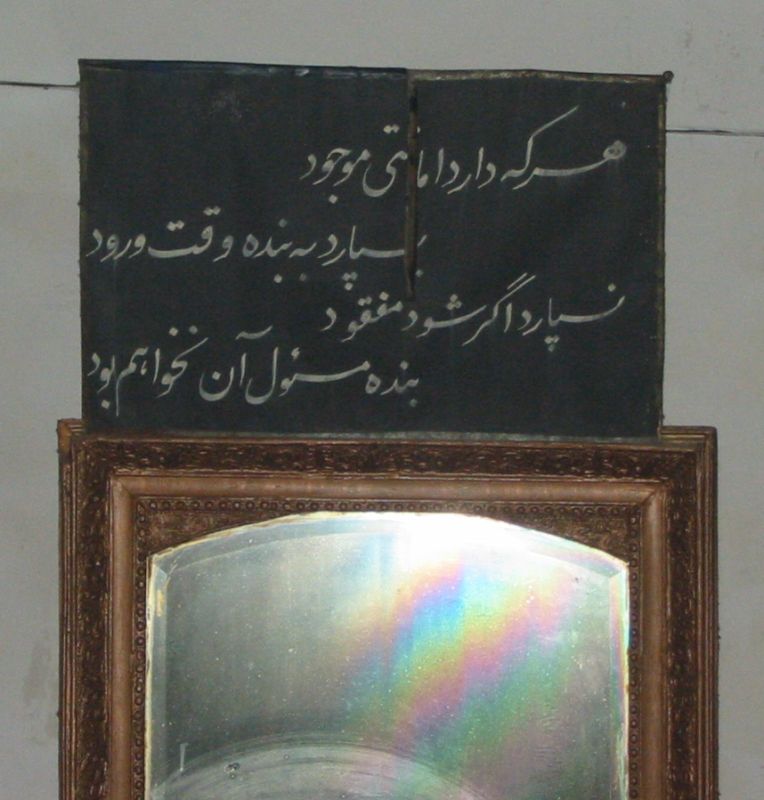 هرکه دارد امانتی موجود
بسپارد به بنده وقت ورود
نسپارد اگر شود مفقود
بنده مسئول آن نخواهم بود